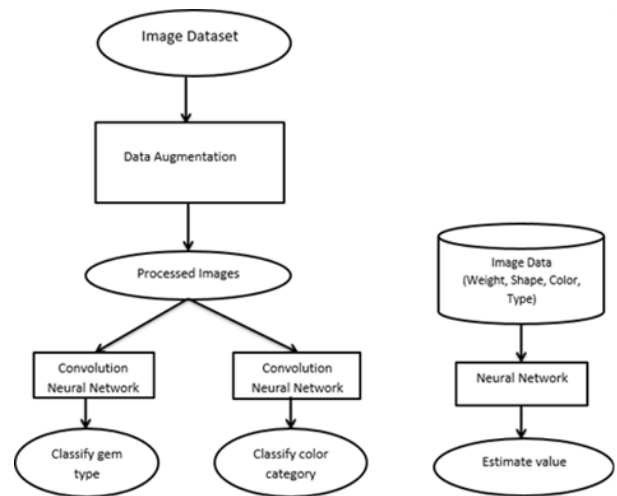 Image Dataset
Data Augmentation
Processed Images
Convolution
Neural Network
Convolution
Neural Network
Classify gem
type
Classify color
category
Image Data
(Weight, Shape, Color,
Type)
Neural Network
Estimate value